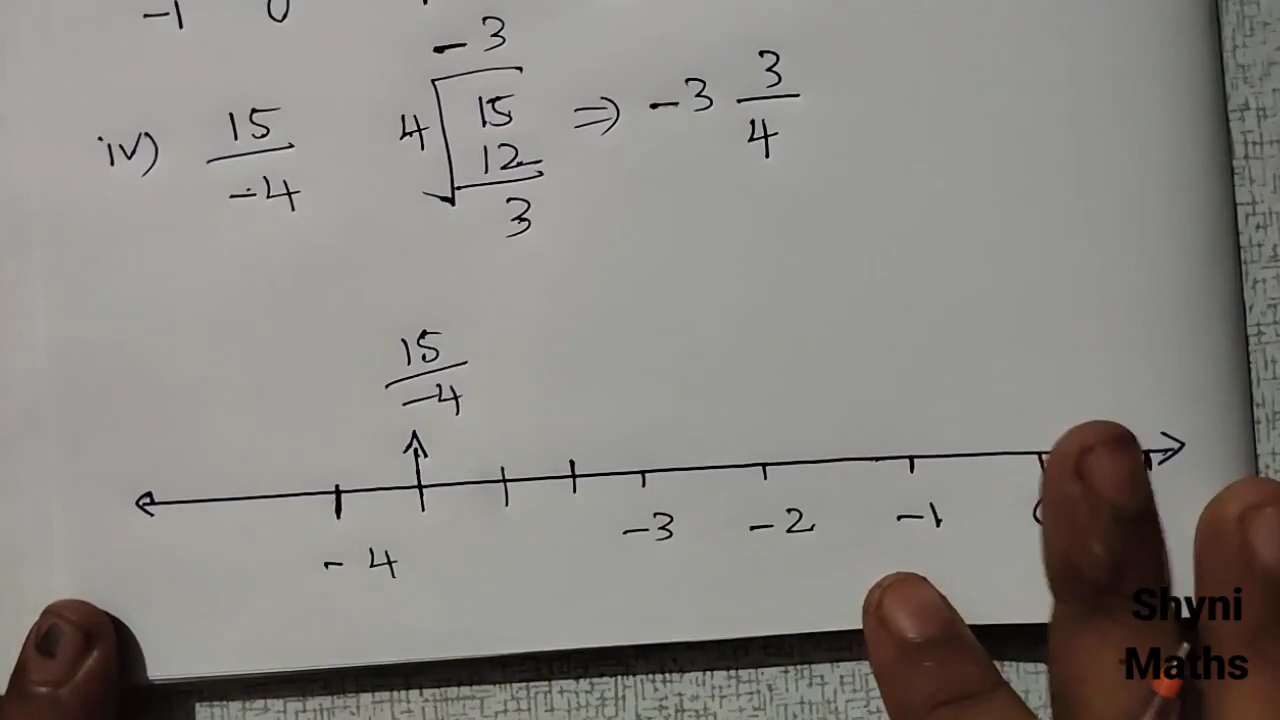 -1 0
iv) 15/-4 4 15 -3 12 3 ⇒ -3 3/4
15/-4
-4 -3 -2 -1
Shyni
Maths